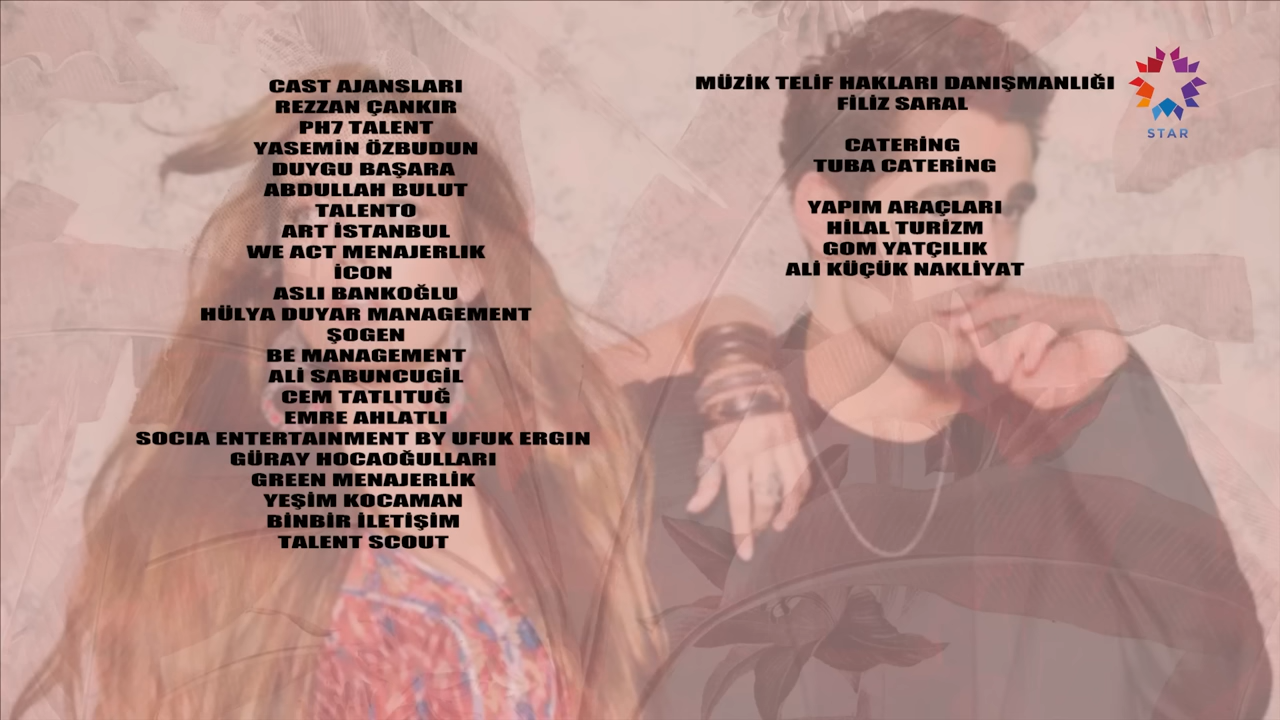 CAST AJANSLARI
REZZAN ÇANKIR
PH7 TALENT
YASEMİN ÖZBUDUN
DUYGU BAŞARA
ABDULLAH BULUT
TALENTO
ART İSTANBUL
WE ACT MENAJERLIK
İCON
ASLI BANKOĞLU
HÜLYA DUYAR MANAGEMENT
ŞOGEN
BE MANAGEMENT
ALİ SABUNCUGİL
CEM TATLITUĞ
EMRE AHLATLI
SOCIA ENTERTAINMENT BY UFUK ERGIN
GÜRAY HOCAOĞULLARI
GREEN MENAJERLİK
YEŞİM KOCAMAN
BİNBİR İLETİŞİM
TALENT SCOUT
MÜZİK TELİF HAKLARI DANIŞMANLIĞI
FİLİZ SARAL
CATERİNG
TUBA CATERİNG
YAPIM ARAÇLARI
HİLAL TURİZM
GOM YATÇILIK
ALİ KÜÇÜK NAKLİYAT
STAR